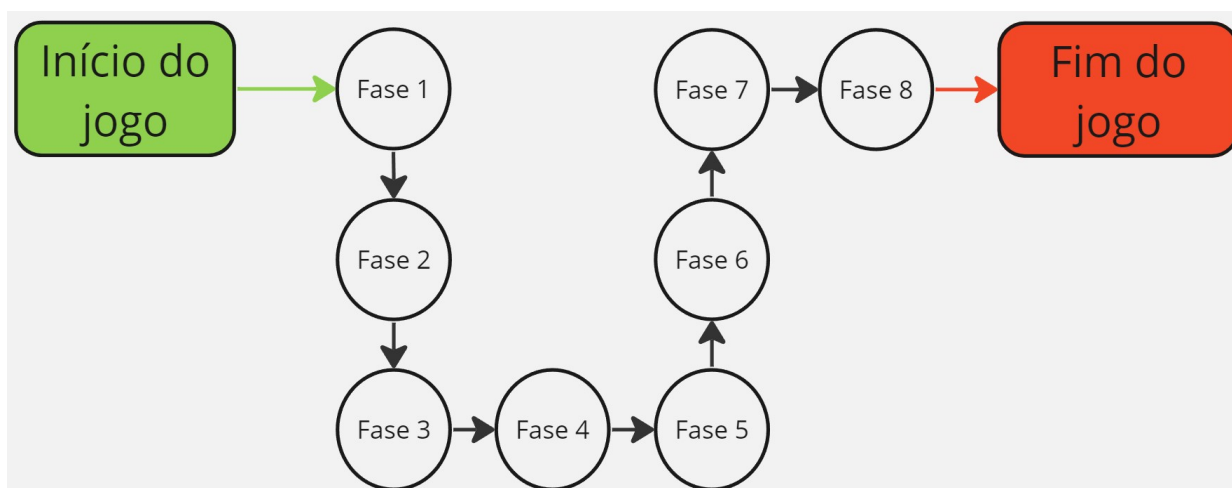 Início do
jogo
Fase 1
Fase 2
Fase 3
Fase 4
Fase 5
Fase 6
Fase 7
Fase 8
Fim do
jogo